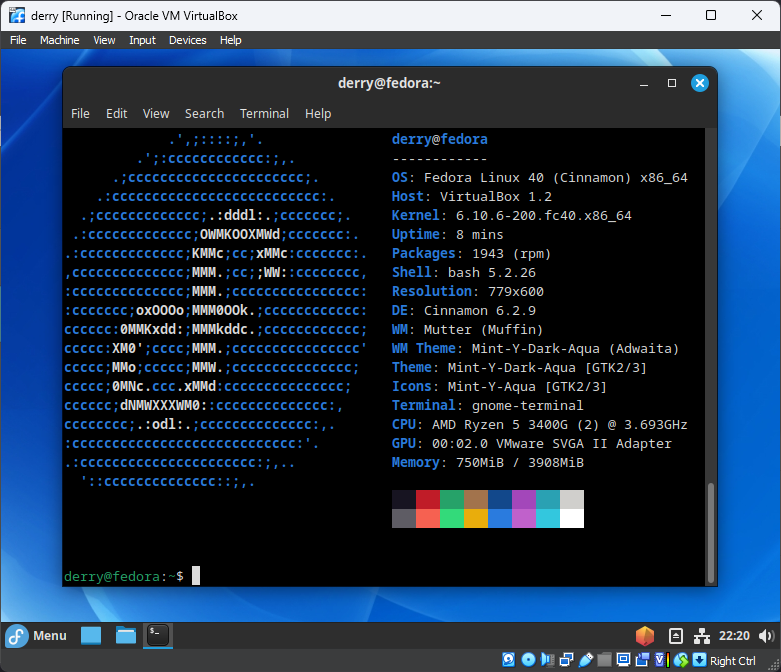 derry [Running] - Oracle VM VirtualBox
File Machine View Input Devices Help
derry@fedora:~
File Edit View Search Terminal Help
.',;::::;,'.
.';:cccccccccccc:;,.
.;cccccccccccccccccccccc;.
.:cccccccccccccccccccccccccc:.
.;ccccccccccccc;.:dddl:.;ccccccc;.
.:ccccccccccccc;OWMKOOXMWd;ccccccc:.
.:ccccccccccccc;KMMc;cc;xMMc:ccccccc:.
,cccccccccccccc;MMM.;cc;;WW::cccccccc,
:cccccccccccccc;MMM.;cccccccccccccccc:
:ccccccc;oxOOOo;MMM0OOk.;cccccccccccc:
cccccc:0MMKxdd:;MMMkddc.;cccccccccccc;
ccccc:XM0';cccc;MMM.;cccccccccccccccc'
ccccc;MMo;ccccc;MMW.;ccccccccccccccc;
ccccc;0MNc.ccc.xMMd:ccccccccccccccc;
cccccc;dNMWXXXWM0::cccccccccccccc:,
cccccccc;.:odl:.;cccccccccccccc:,.
:cccccccccccccccccccccccccccc:'.
.:cccccccccccccccccccccc:;,..
'::cccccccccccccc::;,.
derry@fedora
------------
OS: Fedora Linux 40 (Cinnamon) x86_64
Host: VirtualBox 1.2
Kernel: 6.10.6-200.fc40.x86_64
Uptime: 8 mins
Packages: 1943 (rpm)
Shell: bash 5.2.26
Resolution: 779x600
DE: Cinnamon 6.2.9
WM: Mutter (Muffin)
WM Theme: Mint-Y-Dark-Aqua (Adwaita)
Theme: Mint-Y-Dark-Aqua [GTK2/3]
Icons: Mint-Y-Aqua [GTK2/3]
Terminal: gnome-terminal
CPU: AMD Ryzen 5 3400G (2) @ 3.693GHz
GPU: 00:02.0 VMware SVGA II Adapter
Memory: 750MiB / 3908MiB
derry@fedora:~$
Menu
22:20
Right Ctrl